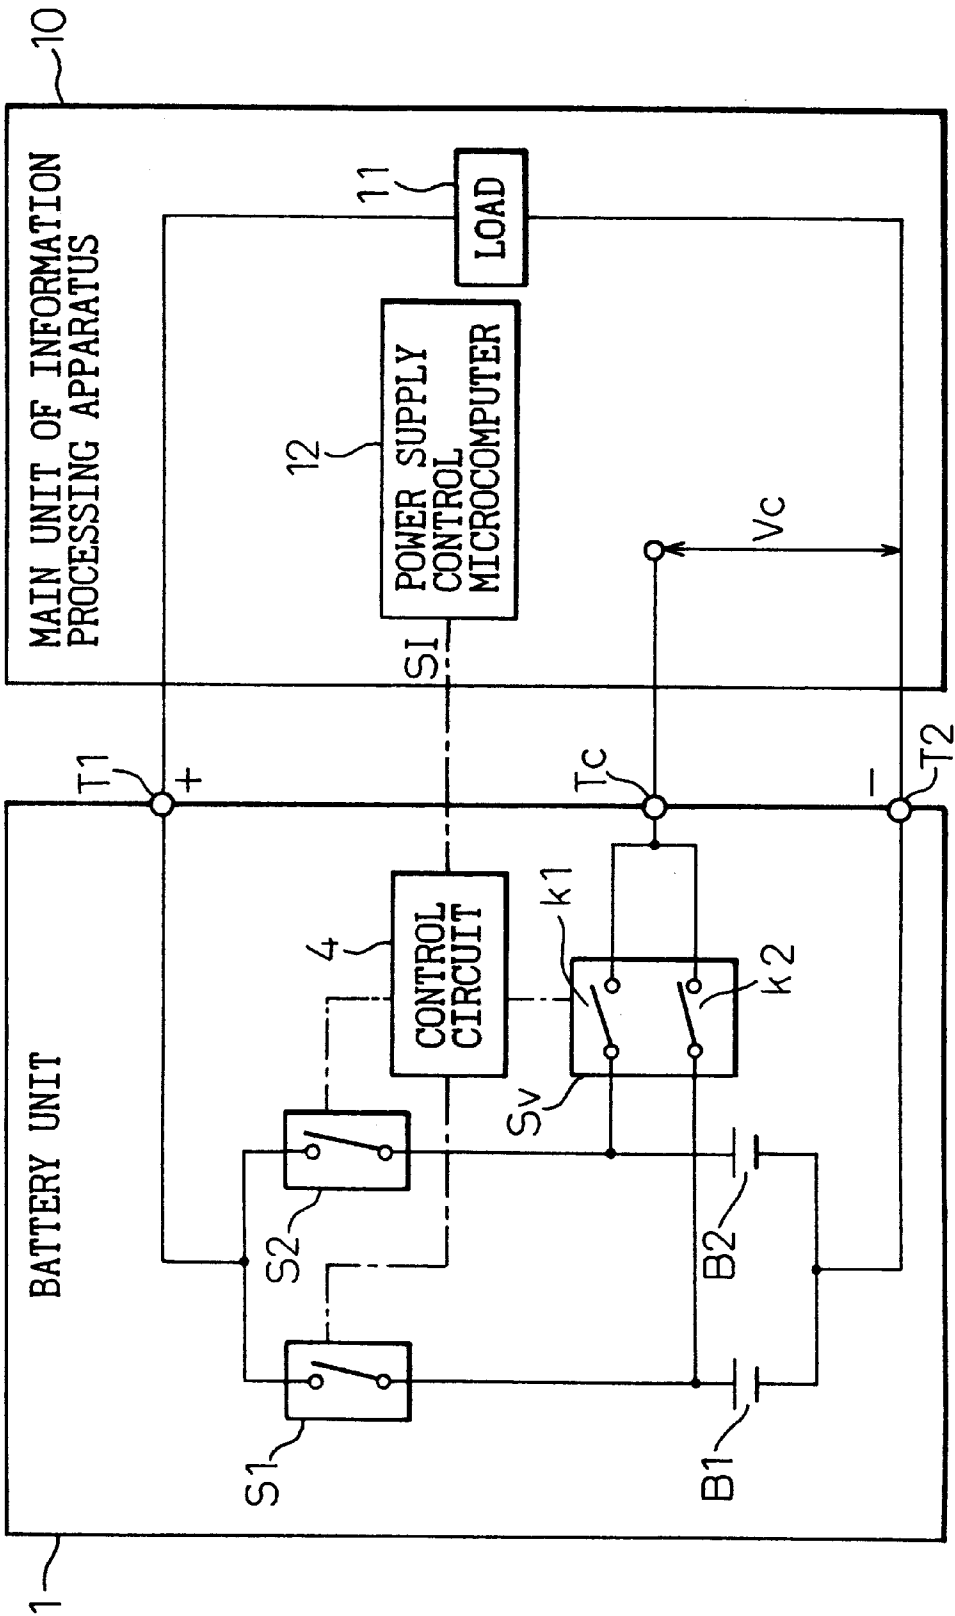 1
BATTERY UNIT
T1
+
MAIN UNIT OF INFORMATION
PROCESSING APPARATUS
10
S1
S2
4
CONTROL
CIRCUIT
SI
12
POWER SUPPLY
CONTROL
MICROCOMPUTER
11
LOAD
Sv
k1
k2
Tc
Vc
B1
B2
−
T2